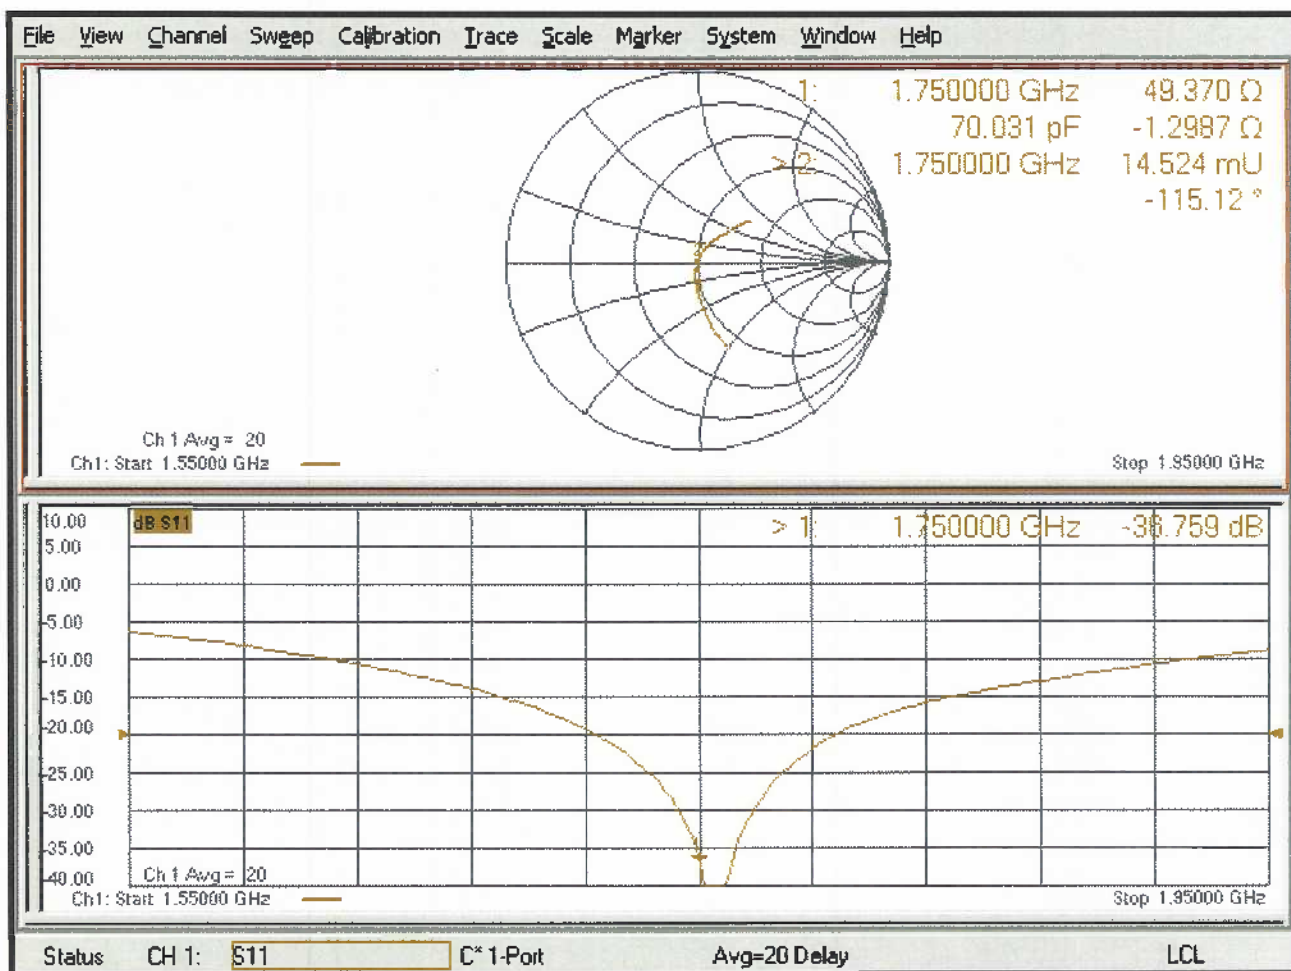 File View Channel Sweep Calibration Trace Scale Marker System Window Help
1: 1.750000 GHz 49.370 Ω
70.031 pF -1.2987 Ω
> 2: 1.750000 GHz 14.524 mU
-115.12 °
Ch 1 Avg = 20
Ch1: Start 1.55000 GHz
Stop 1.95000 GHz
dB S11
> 1: 1.750000 GHz -36.759 dB
10.00
5.00
0.00
-5.00
-10.00
-15.00
-20.00
-25.00
-30.00
-35.00
-40.00
Ch 1 Avg = 20
Ch1: Start 1.55000 GHz
Stop 1.95000 GHz
Status CH 1: S11 C* 1-Port Avg=20 Delay LCL